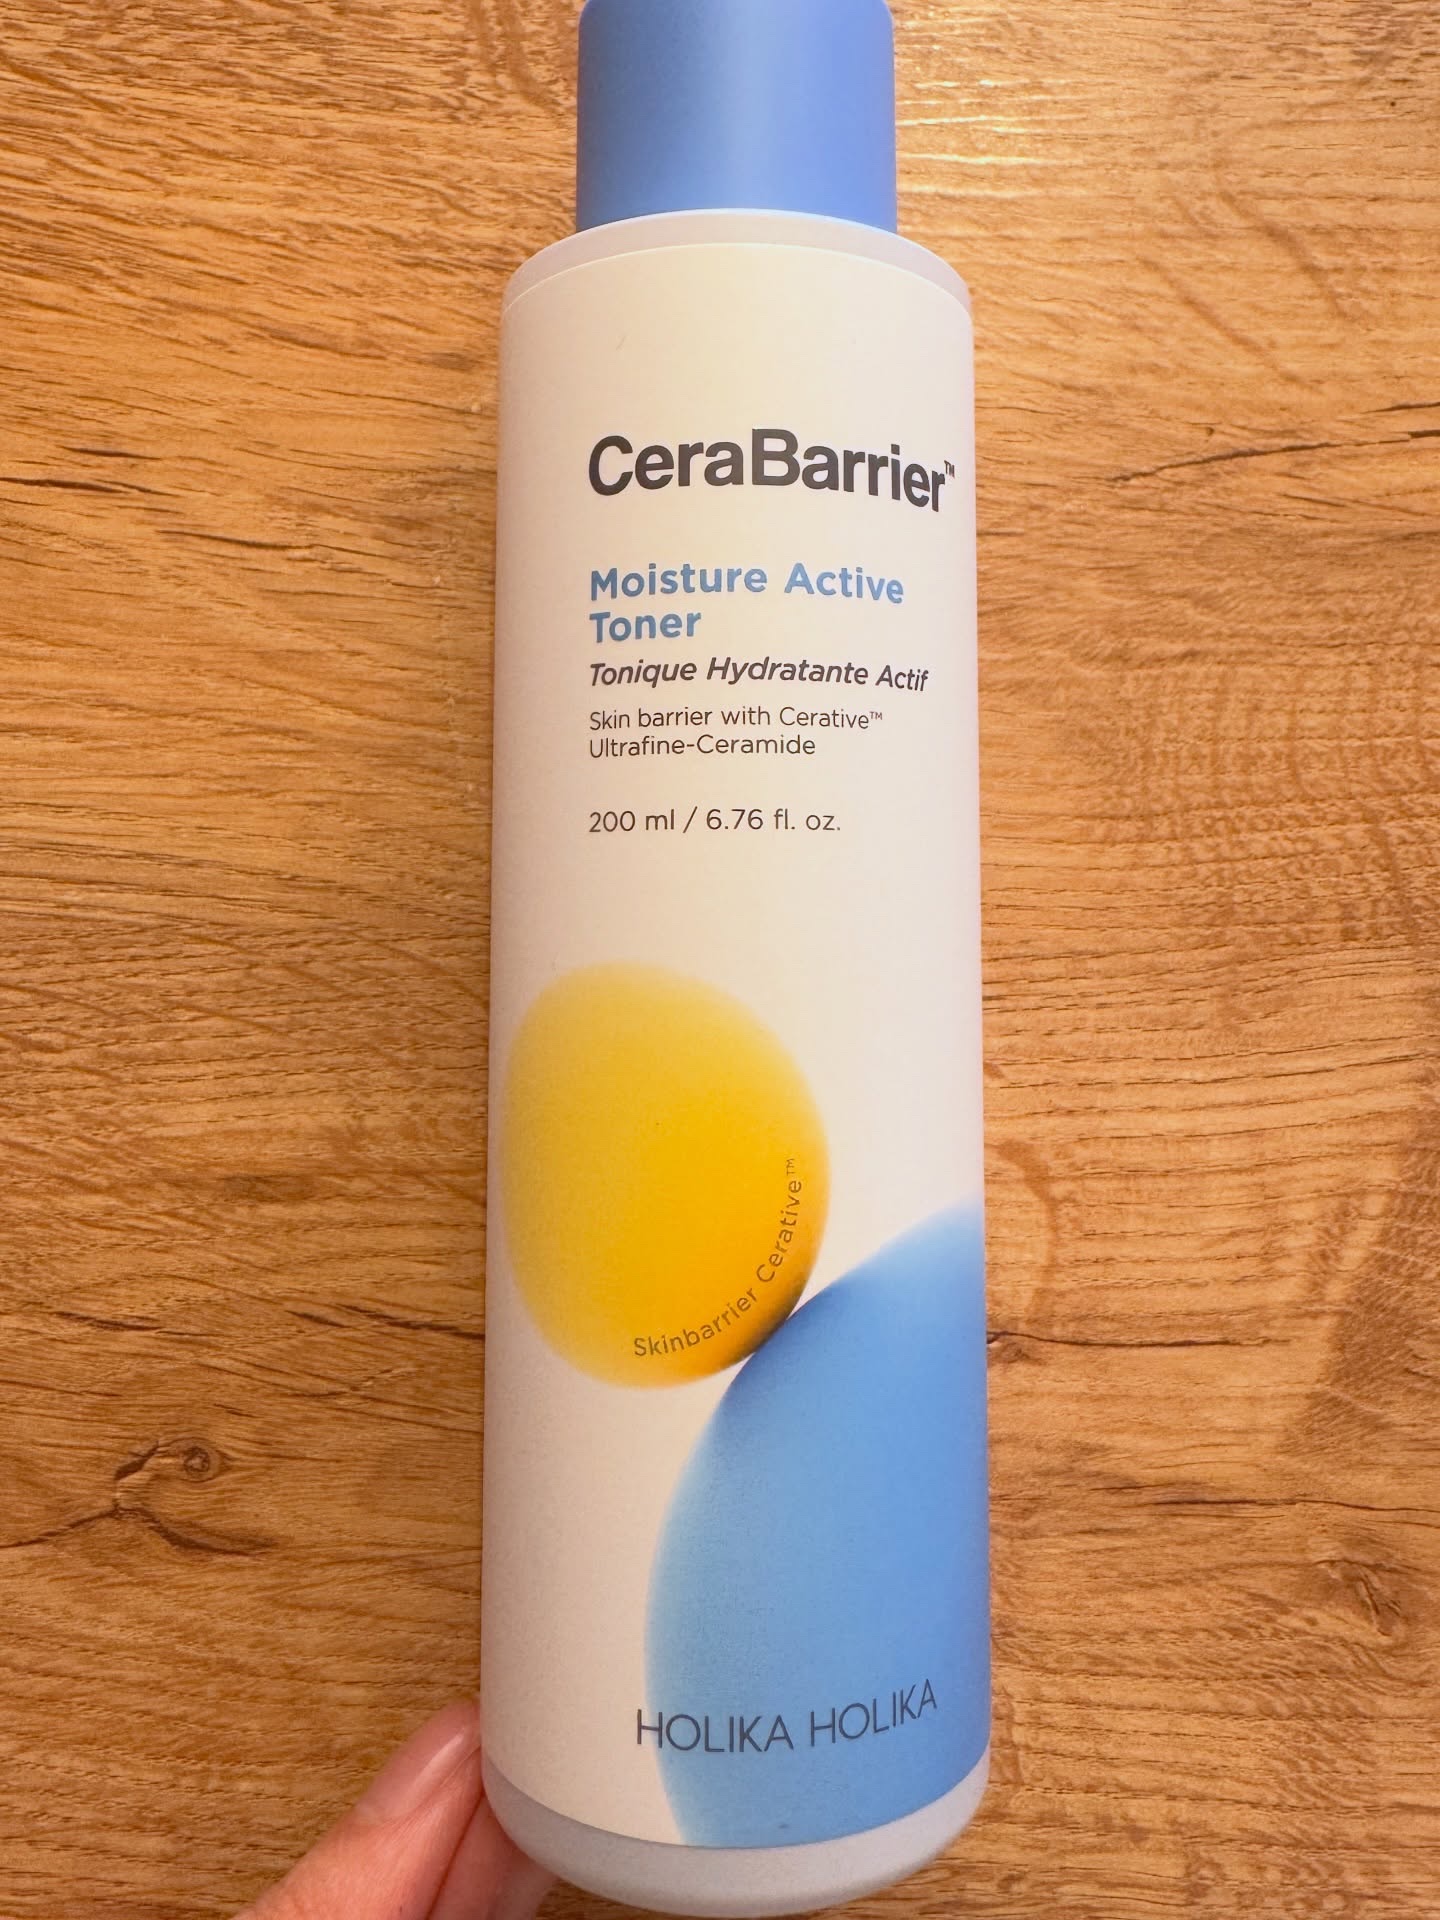 CeraBarrier™
Moisture Active
Toner
Tonique Hydratante Actif
Skin barrier with Cerative™
Ultrafine-Ceramide
200 ml / 6.76 fl. oz.
Skinbarrier Cerative™
HOLIKA HOLIKA